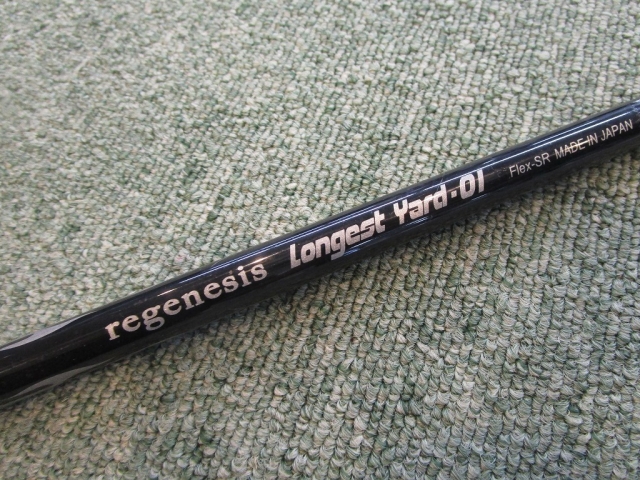 regenesis Longest Yard-01 Flex-SR MADE IN JAPAN